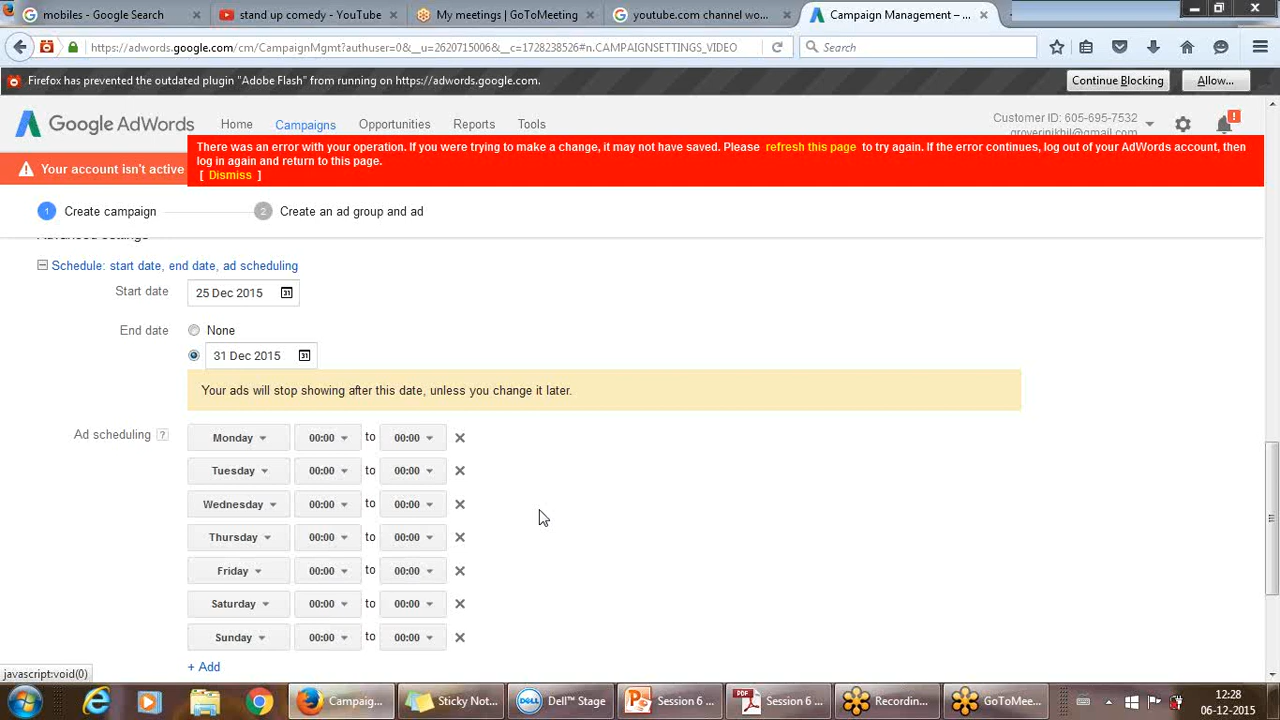 mobiles - Google Search
stand up comedy - YouTube
My meetings | GoToMeeting
youtube.com channel wo...
Campaign Management – ...
https://adwords.google.com/cm/CampaignMgmt?authuser=0&__u=2620715006&__c=1728238526#n.CAMPAIGNSETTINGS_VIDEO
Search
Firefox has prevented the outdated plugin "Adobe Flash" from running on https://adwords.google.com.
Continue Blocking
Allow...
Google AdWords
Home
Campaigns
Opportunities
Reports
Tools
Customer ID: 605-695-7532
groverinikhil@gmail.com
There was an error with your operation. If you were trying to make a change, it may not have saved. Please refresh this page to try again. If the error continues, log out of your AdWords account, then
log in again and return to this page.
[ Dismiss ]
Your account isn't active
1 Create campaign
2 Create an ad group and ad
Advanced settings
Schedule: start date, end date, ad scheduling
Start date
25 Dec 2015
End date
None
31 Dec 2015
Your ads will stop showing after this date, unless you change it later.
Ad scheduling ?
Monday 00:00 to 00:00
Tuesday 00:00 to 00:00
Wednesday 00:00 to 00:00
Thursday 00:00 to 00:00
Friday 00:00 to 00:00
Saturday 00:00 to 00:00
Sunday 00:00 to 00:00
+ Add
javascript:void(0)
Campaig...
Sticky Not...
Dell™ Stage
Session 6 ...
Session 6 ...
Recordin...
GoToMee...
12:28
06-12-2015